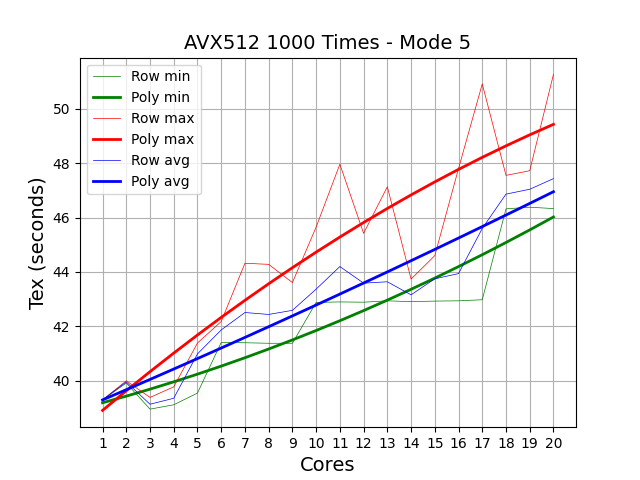 AVX512 1000 Times - Mode 5
Row min
Poly min
Row max
Poly max
Row avg
Poly avg
Tex (seconds)
50
48
46
44
42
40
1 2 3 4 5 6 7 8 9 10 11 12 13 14 15 16 17 18 19 20
Cores